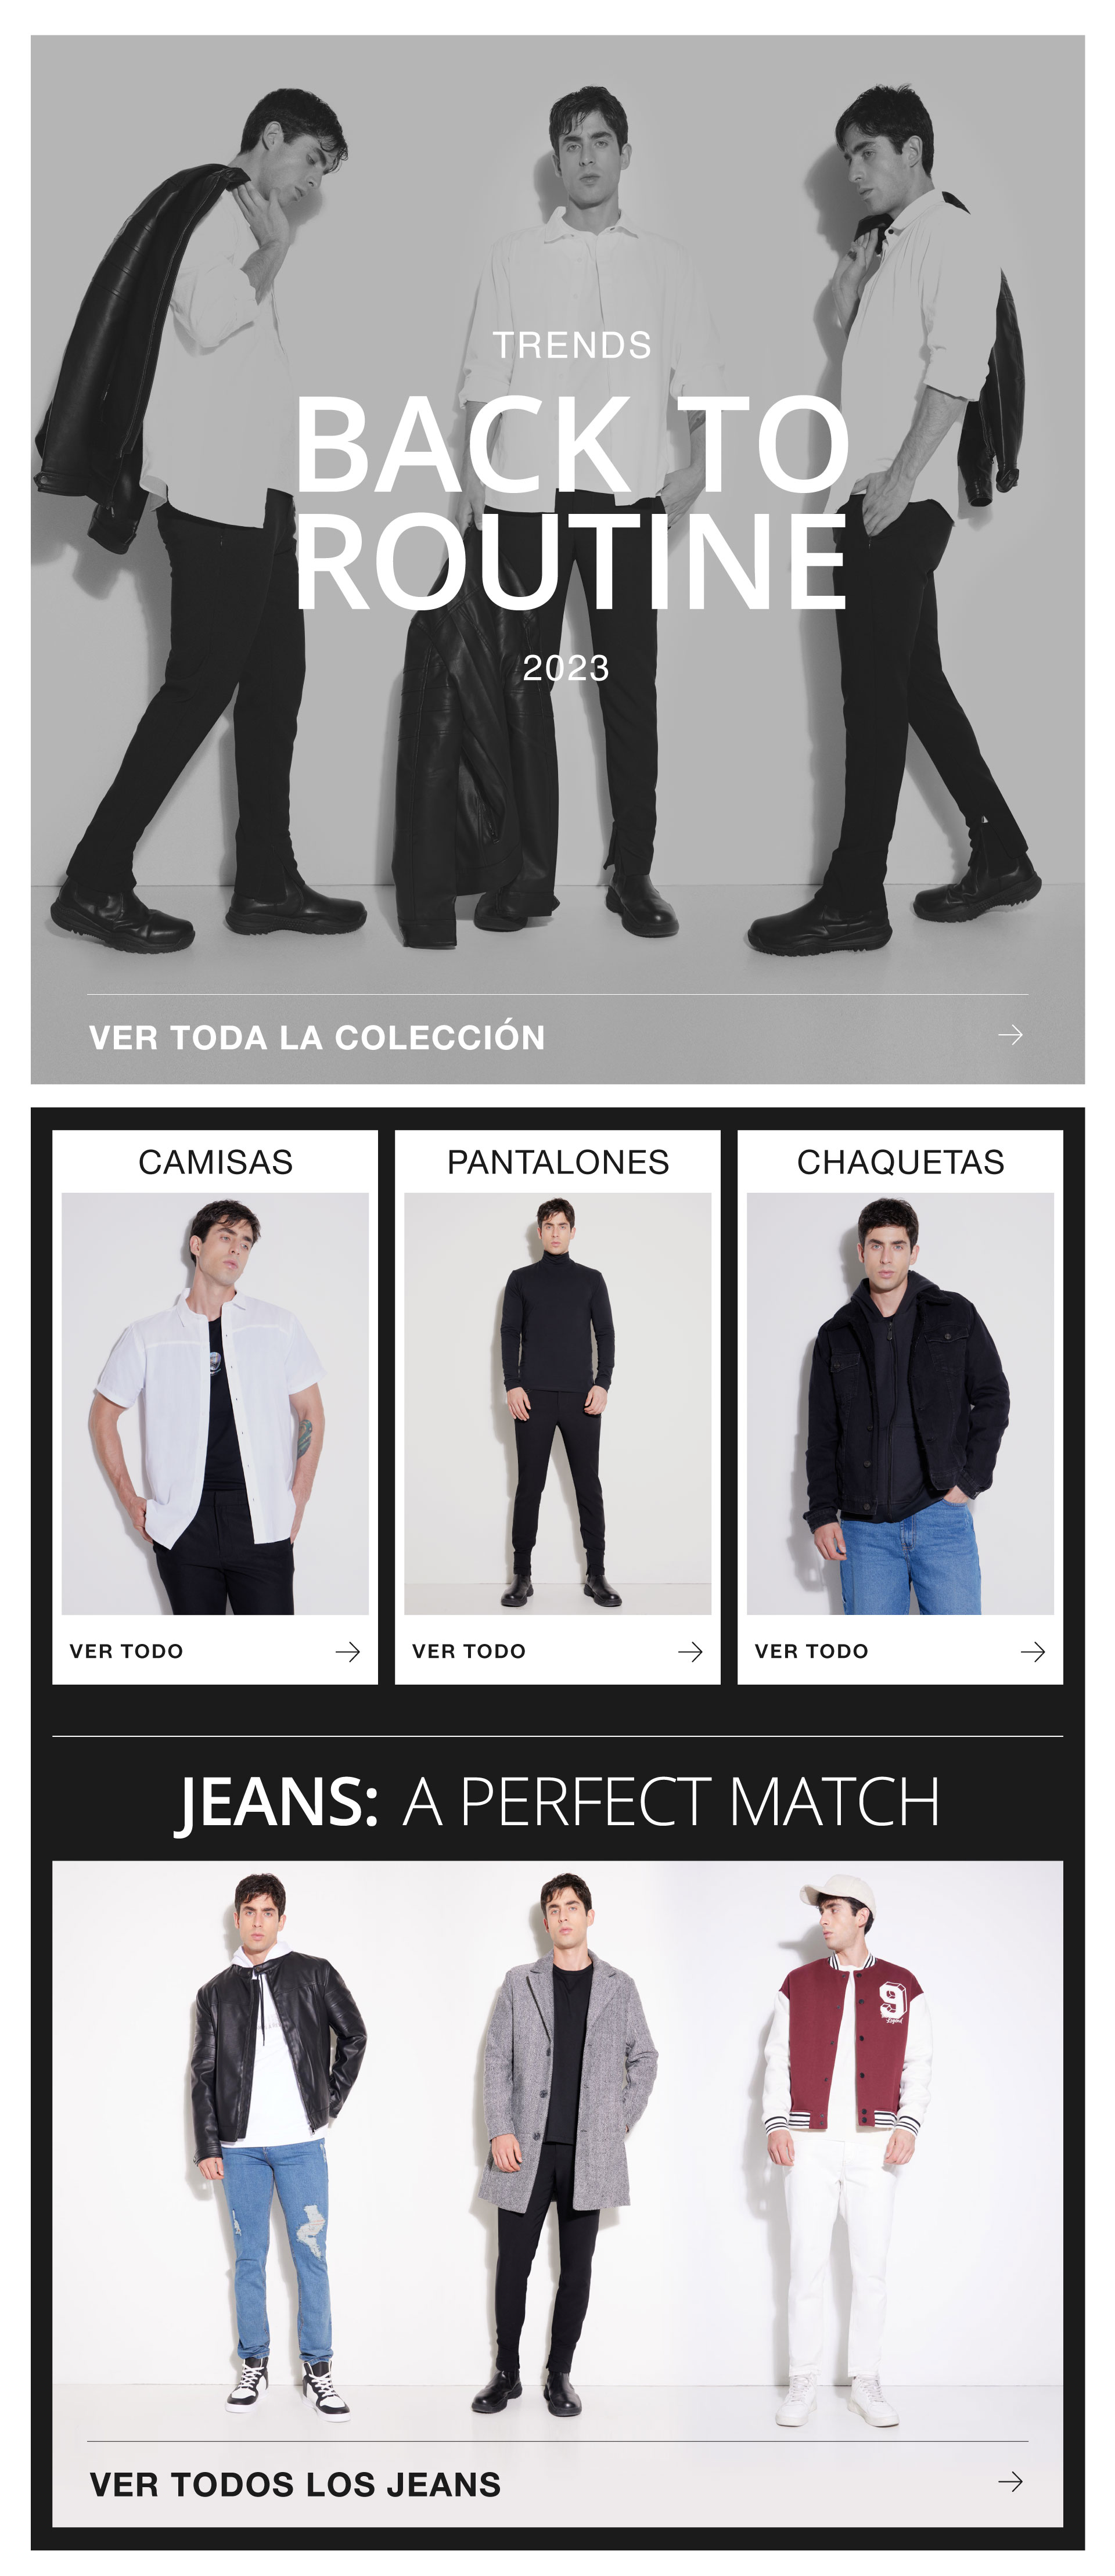 TRENDS
BACK TO
ROUTINE
2023
VER TODA LA COLECCIÓN
CAMISAS
PANTALONES
CHAQUETAS
VER TODO
VER TODO
VER TODO
JEANS: A PERFECT MATCH
9
Legend
VER TODOS LOS JEANS